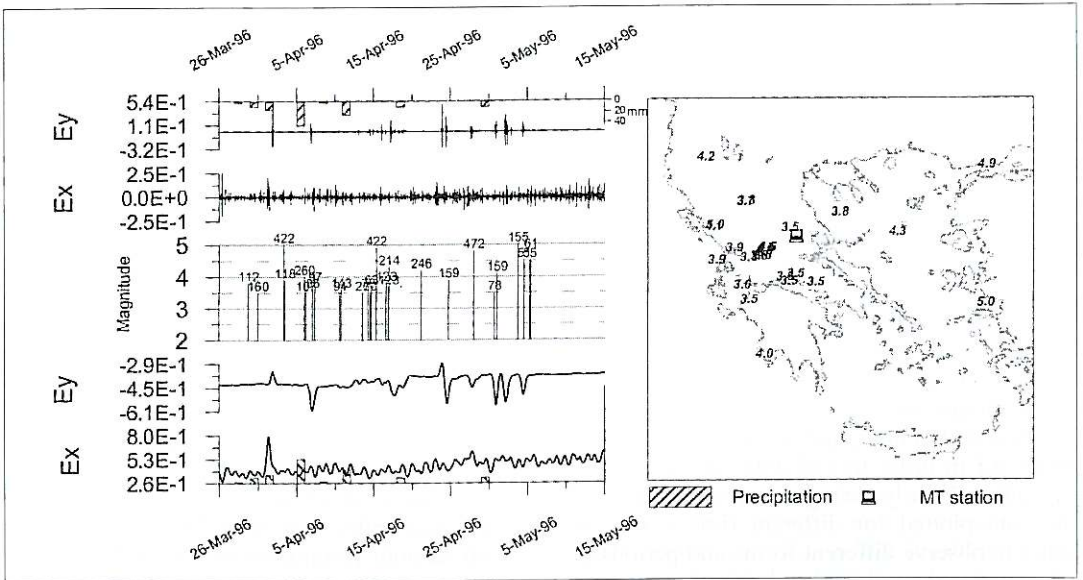 26-Mar-96 5-Apr-96 15-Apr-96 25-Apr-96 5-May-96 15-May-96
Ey
5.4E-1
1.1E-1
-3.2E-1
0
20 mm
40
Ex
2.5E-1
0.0E+0
-2.5E-1
Magnitude
5
4
3
2
422
112
160
118
260
422
214
246
159
472
159
78
155
61
Ey
-2.9E-1
-4.5E-1
-6.1E-1
Ex
8.0E-1
5.3E-1
2.6E-1
26-Mar-96 5-Apr-96 15-Apr-96 25-Apr-96 5-May-96 15-May-96
4.2
4.9
3.8
5.0
3.5
4.3
3.9
3.9
3.5
3.5
3.5
3.5
5.0
4.0
Precipitation MT station